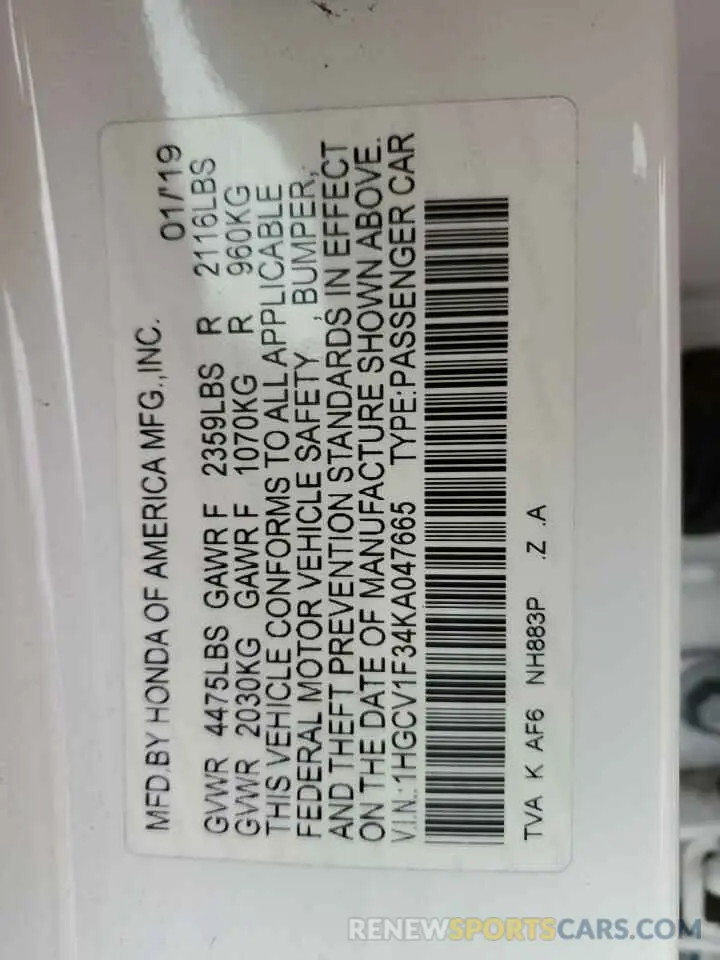 MFD.BY HONDA OF AMERICA MFG.,INC. 01/'19
GVWR 4475LBS GAWR F 2359LBS R 2116LBS
GVWR 2030KG GAWR F 1070KG R 960KG
THIS VEHICLE CONFORMS TO ALL APPLICABLE
FEDERAL MOTOR VEHICLE SAFETY , BUMPER,
AND THEFT PREVENTION STANDARDS IN EFFECT
ON THE DATE OF MANUFACTURE SHOWN ABOVE.
V.I.N.:1HGCV1F34KA047665 TYPE:PASSENGER CAR
TVA K AF6 NH883P .Z .A
RENEWSPORTSCARS.COM